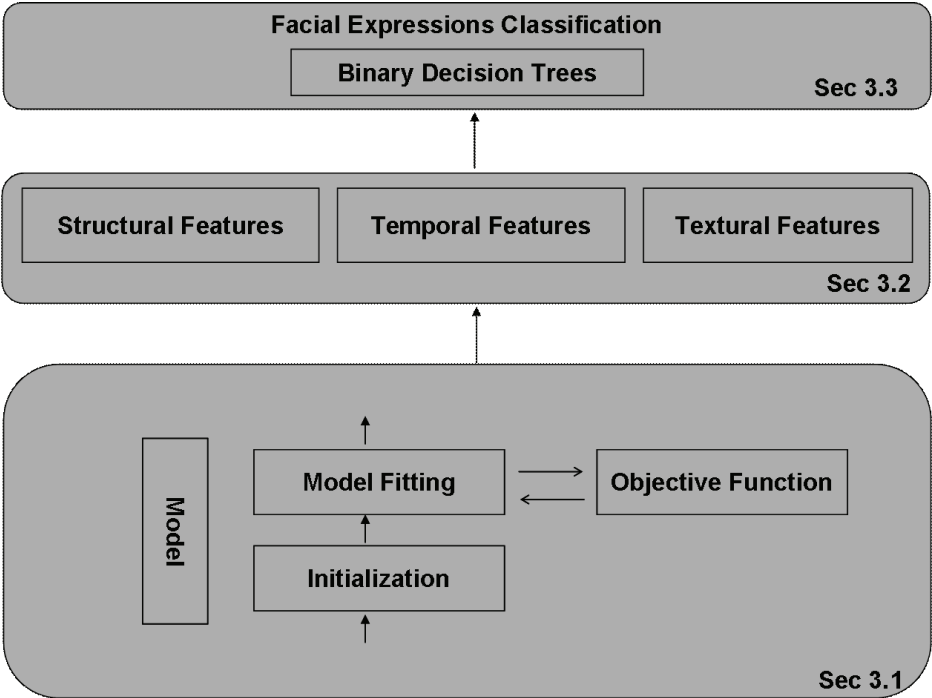 Facial Expressions Classification
Binary Decision Trees
Sec 3.3
Structural Features
Temporal Features
Textural Features
Sec 3.2
Model
Model Fitting
Objective Function
Initialization
Sec 3.1